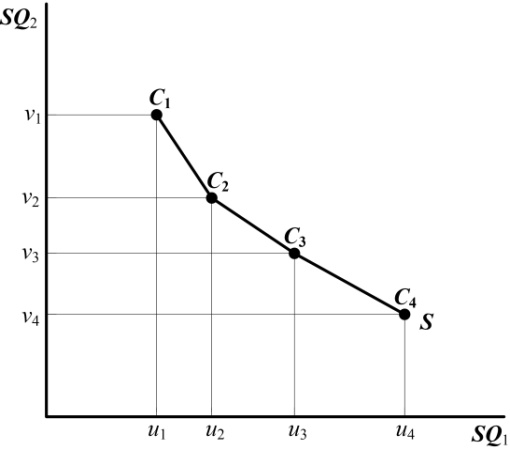 SQ₂
C₁
v₁
C₂
v₂
C₃
v₃
C₄
v₄
S
u₁ u₂ u₃ u₄ SQ₁